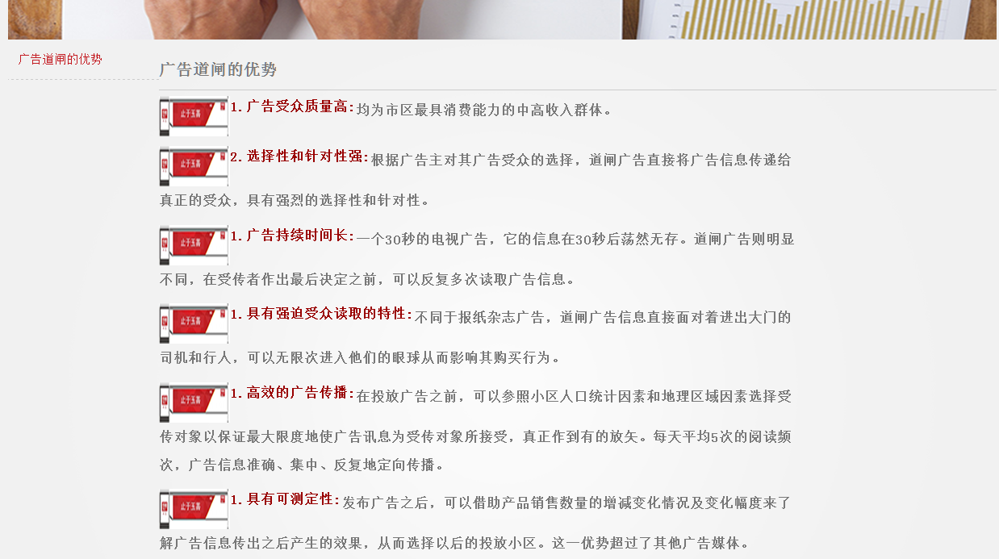 广告道闸的优势
广告道闸的优势
止于玉菩
1.广告受众质量高:均为市区最具消费能力的中高收入群体。
2.选择性和针对性强:根据广告主对其广告受众的选择，道闸广告直接将广告信息传递给
真正的受众，具有强烈的选择性和针对性。
1.广告持续时间长:一个30秒的电视广告，它的信息在30秒后荡然无存。道闸广告则明显
不同，在受传者作出最后决定之前，可以反复多次读取广告信息。
1.具有强迫受众读取的特性:不同于报纸杂志广告，道闸广告信息直接面对着进出大门的
司机和行人，可以无限次进入他们的眼球从而影响其购买行为。
1.高效的广告传播:在投放广告之前，可以参照小区人口统计因素和地理区域因素选择受
传对象以保证最大限度地使广告讯息为受传对象所接受，真正作到有的放矢。每天平均5次的阅读频
次，广告信息准确、集中、反复地定向传播。
1.具有可测定性:发布广告之后，可以借助产品销售数量的增减变化情况及变化幅度来了
解广告信息传出之后产生的效果，从而选择以后的投放小区。这一优势超过了其他广告媒体。